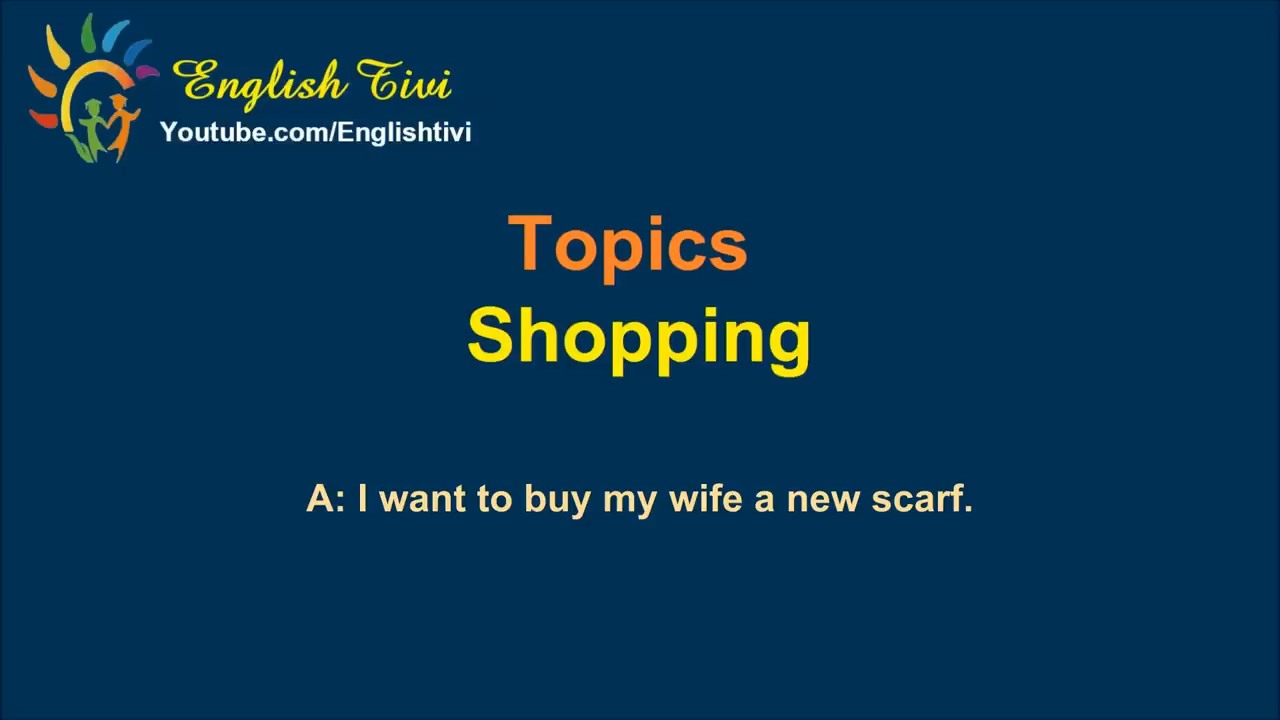 English Tivi
Youtube.com/Englishtivi
Topics
Shopping
A: I want to buy my wife a new scarf.